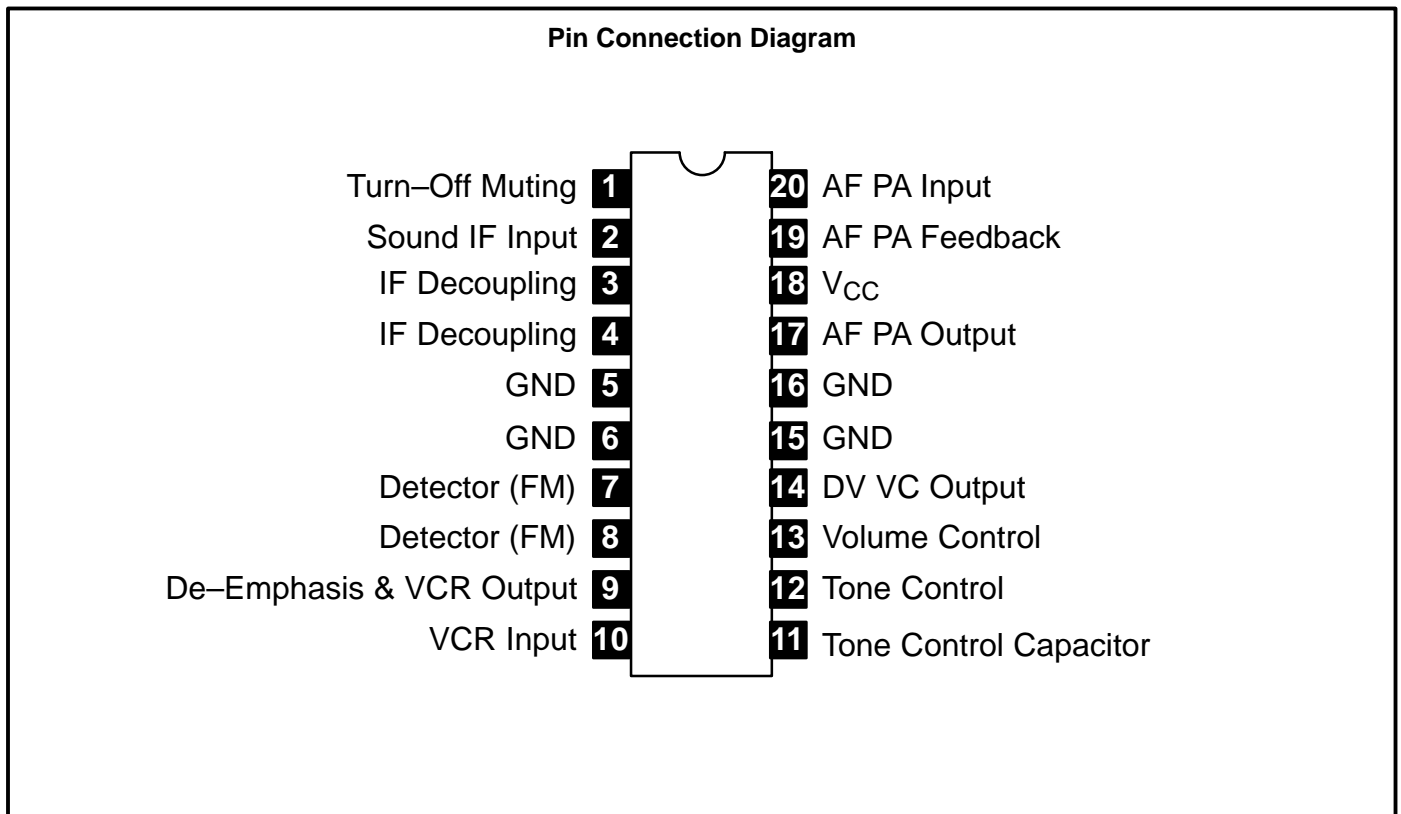 Pin Connection Diagram
Turn–Off Muting 1 20 AF PA Input
Sound IF Input 2 19 AF PA Feedback
IF Decoupling 3 18 VCC
IF Decoupling 4 17 AF PA Output
GND 5 16 GND
GND 6 15 GND
Detector (FM) 7 14 DV VC Output
Detector (FM) 8 13 Volume Control
De–Emphasis & VCR Output 9 12 Tone Control
VCR Input 10 11 Tone Control Capacitor